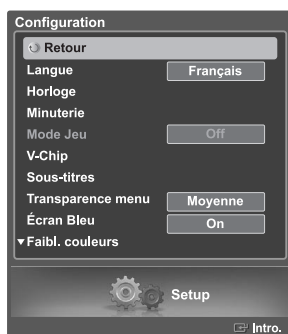 Configuration
Retour
Langue Français
Horloge
Minuterie
Mode Jeu Off
V-Chip
Sous-titres
Transparence menu Moyenne
Écran Bleu On
▼Faibl. couleurs
Setup
Intro.